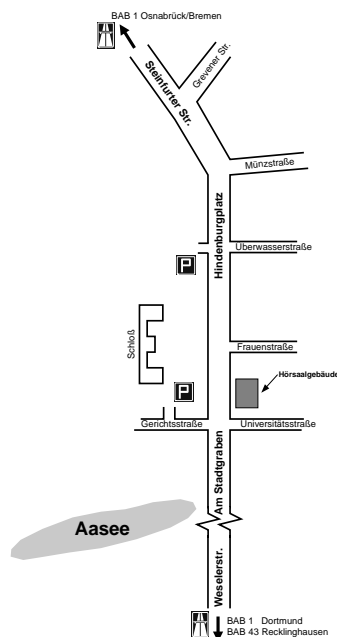 BAB 1 Osnabrück/Bremen
Grevener Str.
Steinfurter Str.
Münzstraße
Hindenburgplatz
Überwasserstraße
P
Schloß
Frauenstraße
Hörsaalgebäude
P
Gerichtsstraße
Universitätsstraße
Am Stadtgraben
Aasee
Weselerstr.
BAB 1 Dortmund
BAB 43 Recklinghausen